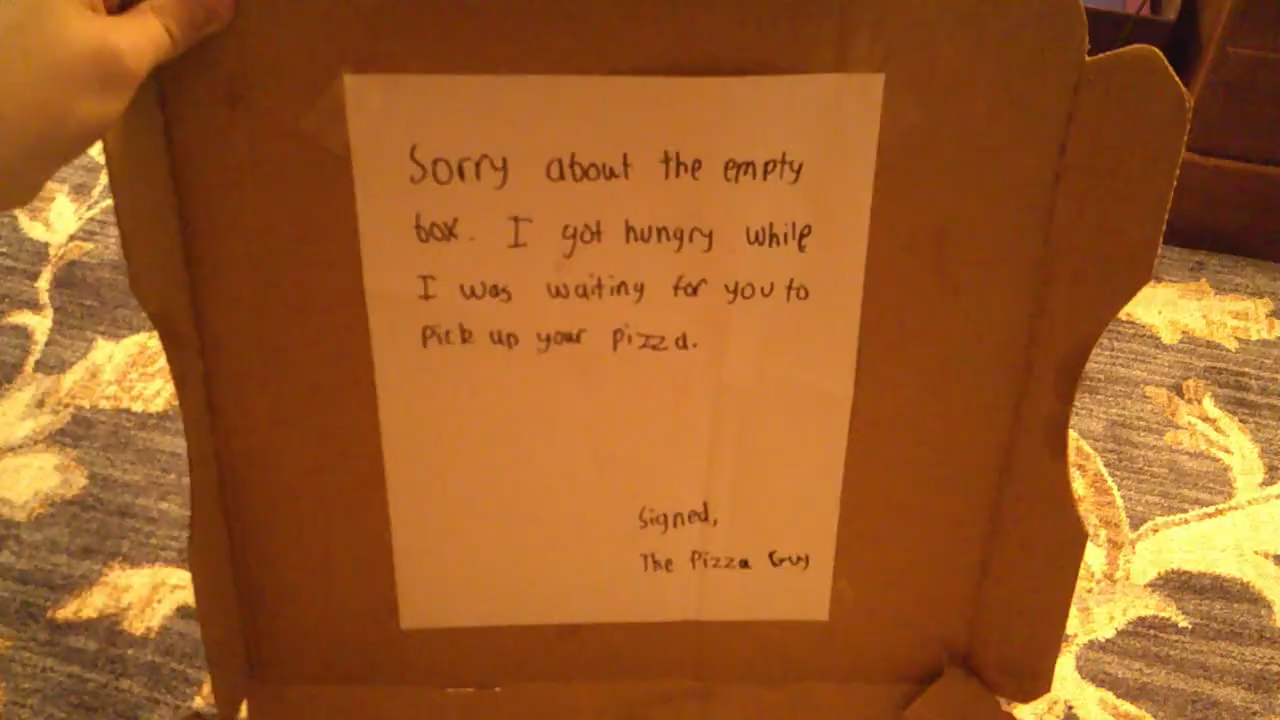 Sorry about the empty
box. I got hungry while
I was waiting for you to
pick up your pizza.
Signed,
The Pizza Guy